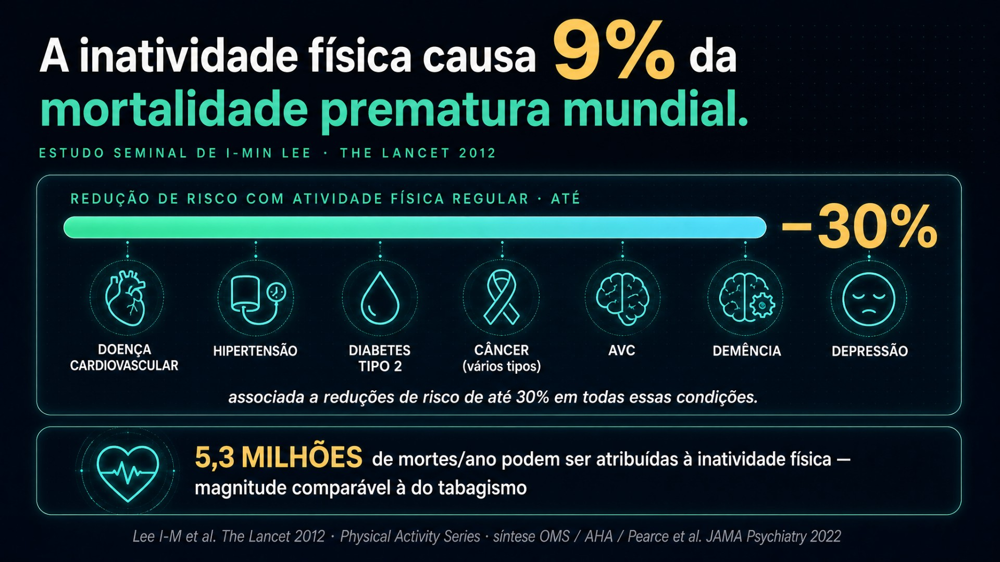 A inatividade física causa 9% da
mortalidade prematura mundial.
ESTUDO SEMINAL DE I-MIN LEE · THE LANCET 2012
REDUÇÃO DE RISCO COM ATIVIDADE FÍSICA REGULAR · ATÉ
−30%
DOENÇA
CARDIOVASCULAR
HIPERTENSÃO
DIABETES
TIPO 2
CÂNCER
(vários tipos)
AVC
DEMÊNCIA
DEPRESSÃO
associada a reduções de risco de até 30% em todas essas condições.
5,3 MILHÕES de mortes/ano podem ser atribuídas à inatividade física —
magnitude comparável à do tabagismo
Lee I-M et al. The Lancet 2012 · Physical Activity Series · síntese OMS / AHA / Pearce et al. JAMA Psychiatry 2022